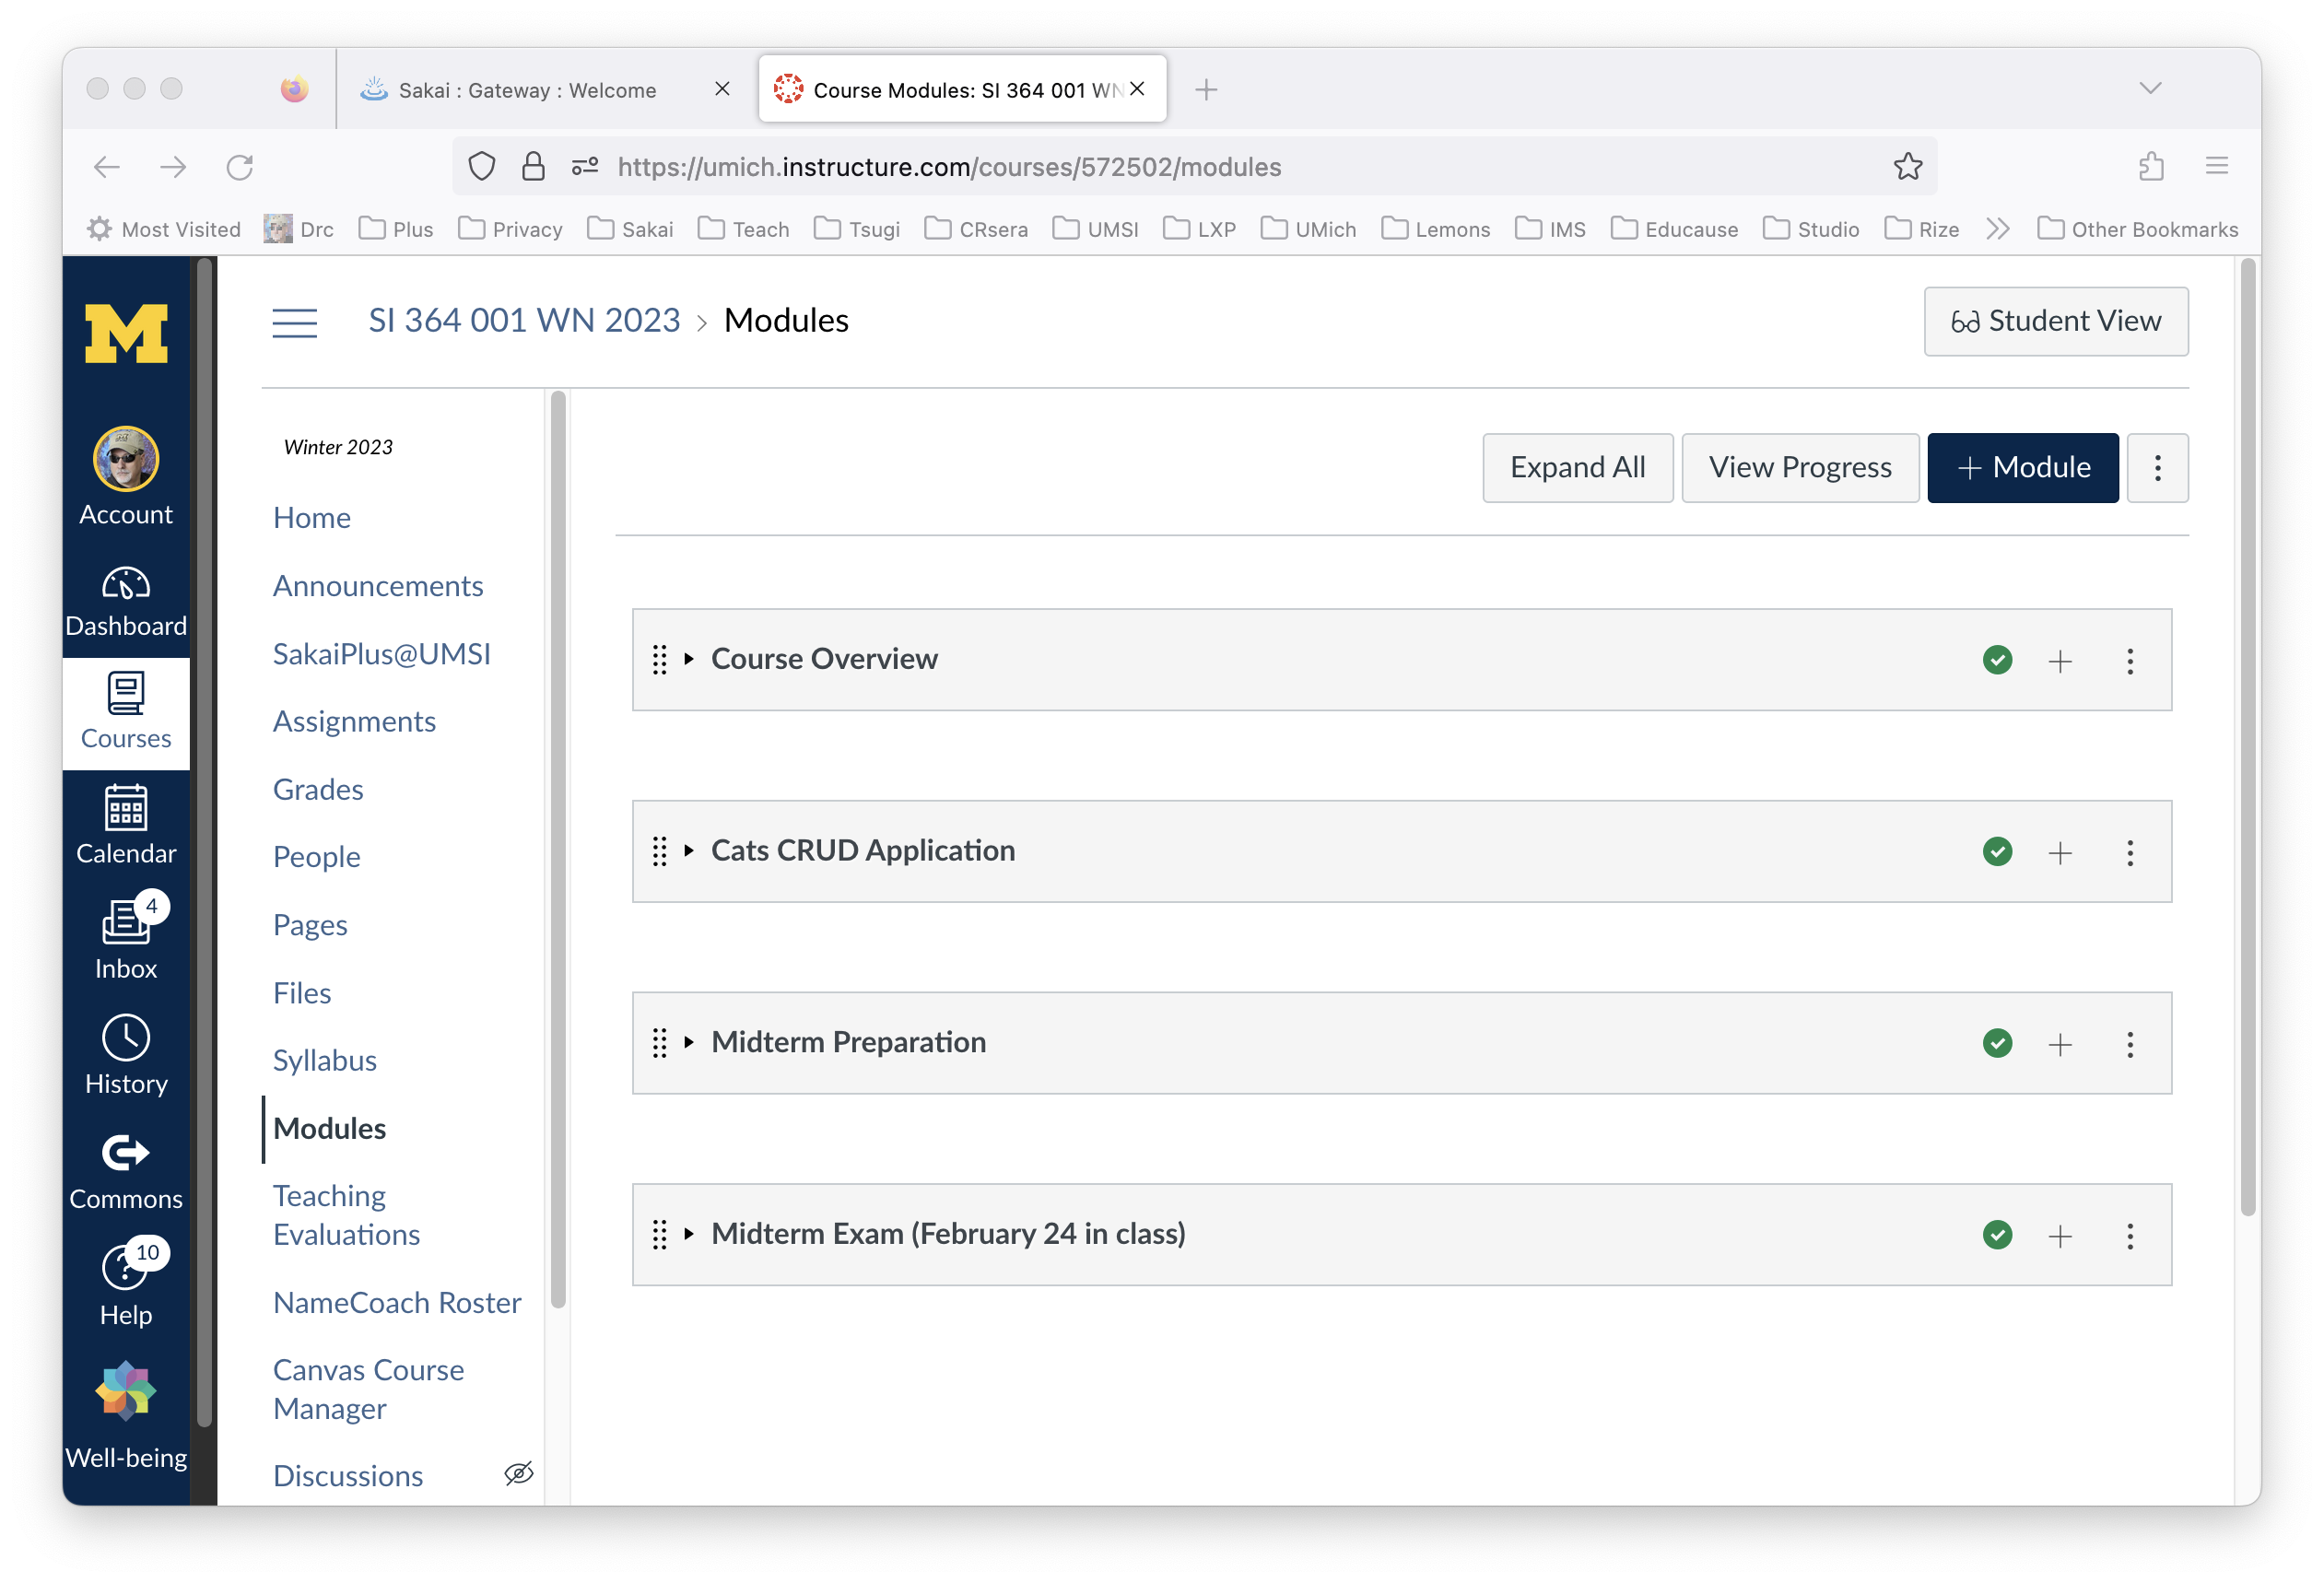 Sakai : Gateway : Welcome
Course Modules: SI 364 001 WN
https://umich.instructure.com/courses/572502/modules
Most Visited Drc Plus Privacy Sakai Teach Tsugi CRsera UMSI LXP UMich Lemons IMS Educause Studio Rize Other Bookmarks
M
Account
Dashboard
Courses
Calendar
4
Inbox
History
Commons
10
Help
Well-being
SI 364 001 WN 2023 > Modules
Student View
Winter 2023
Home
Announcements
SakaiPlus@UMSI
Assignments
Grades
People
Pages
Files
Syllabus
Modules
Teaching
Evaluations
NameCoach Roster
Canvas Course
Manager
Discussions
Expand All View Progress + Module
Course Overview
Cats CRUD Application
Midterm Preparation
Midterm Exam (February 24 in class)